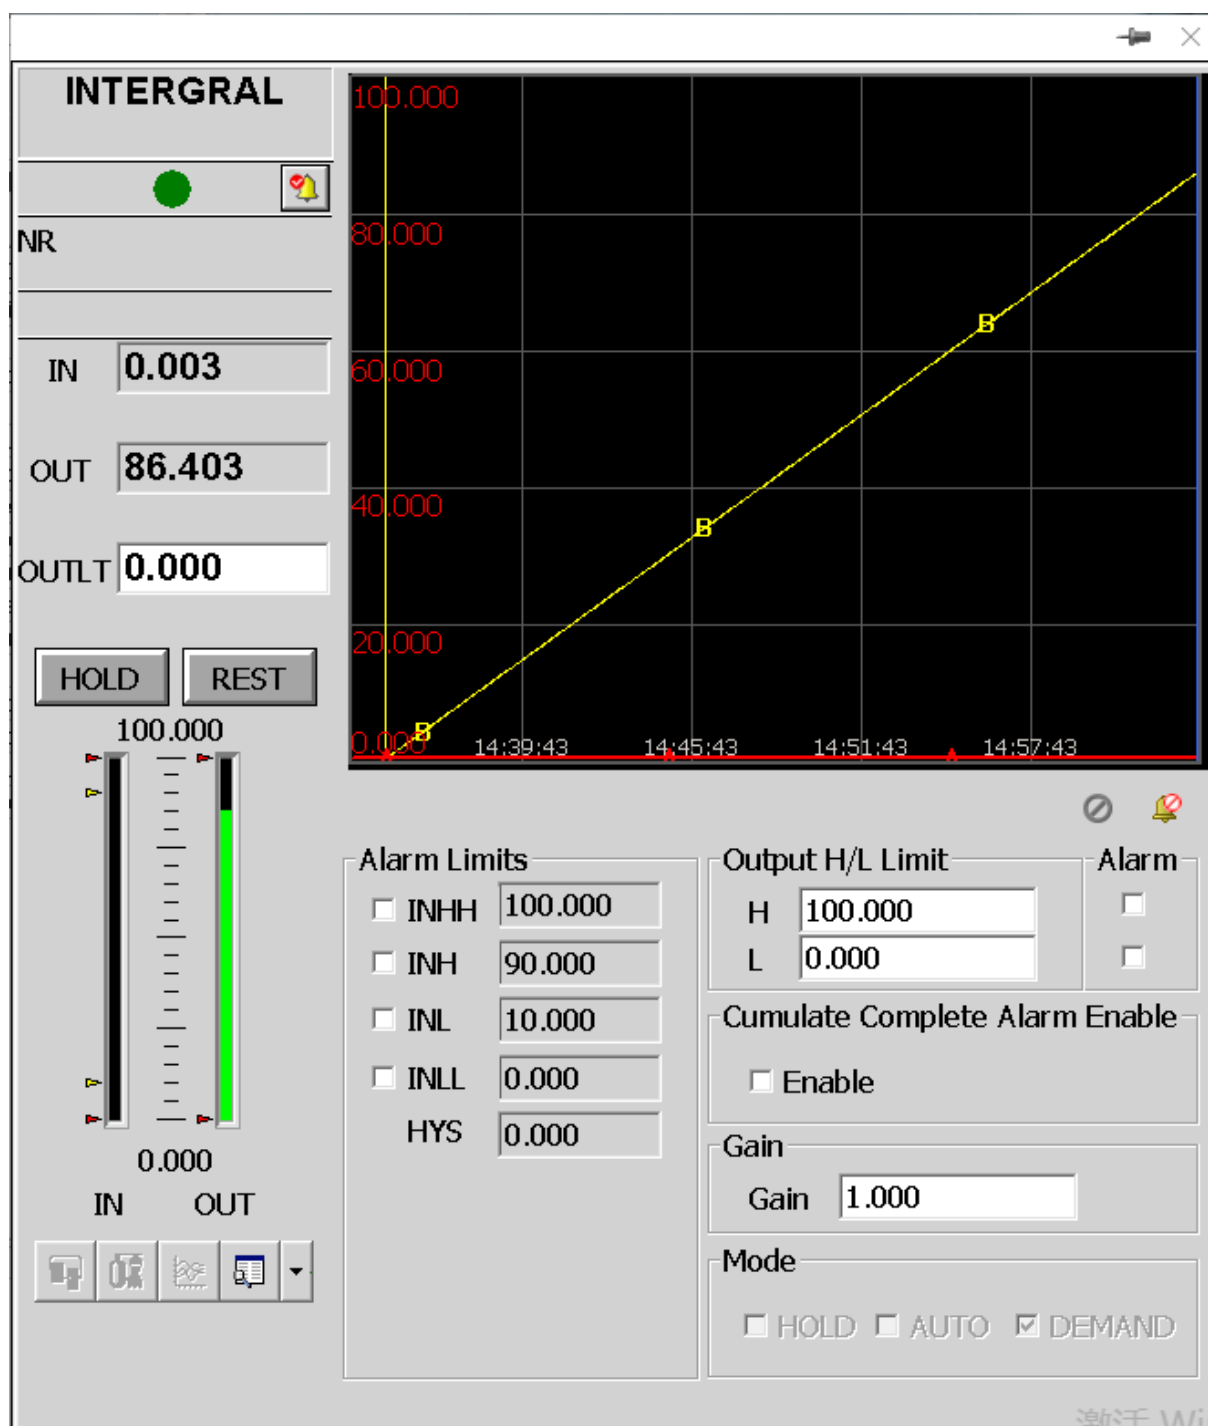 INTERGRAL
NR
IN 0.003
OUT 86.403
OUTLT 0.000
HOLD REST
100.000
0.000
IN OUT
100.000
80.000
60.000
40.000
20.000
0.000
14:39:43 14:45:43 14:51:43 14:57:43
B
B
B
Alarm Limits
INHH 100.000
INH 90.000
INL 10.000
INLL 0.000
HYS 0.000
Output H/L Limit
H 100.000
L 0.000
Alarm
Cumulate Complete Alarm Enable
Enable
Gain
Gain 1.000
Mode
HOLD AUTO DEMAND
激活 Wi